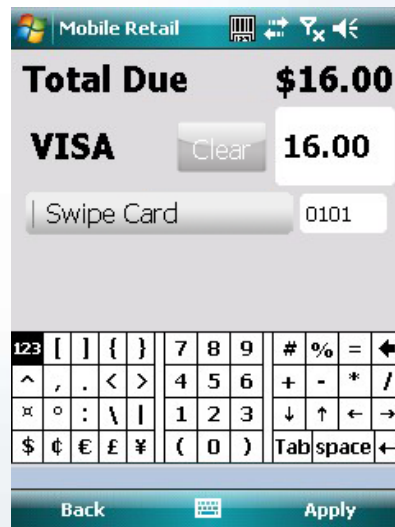 Mobile Retail
Total Due $16.00
VISA Clear 16.00
Swipe Card 0101
123 [ ] { } 7 8 9 # % = ←
^ , . < > 4 5 6 + - * /
¤ ° : \ | 1 2 3 ↓ ↑ ← →
$ ¢ € £ ¥ ( 0 ) Tab space ←
Back Apply